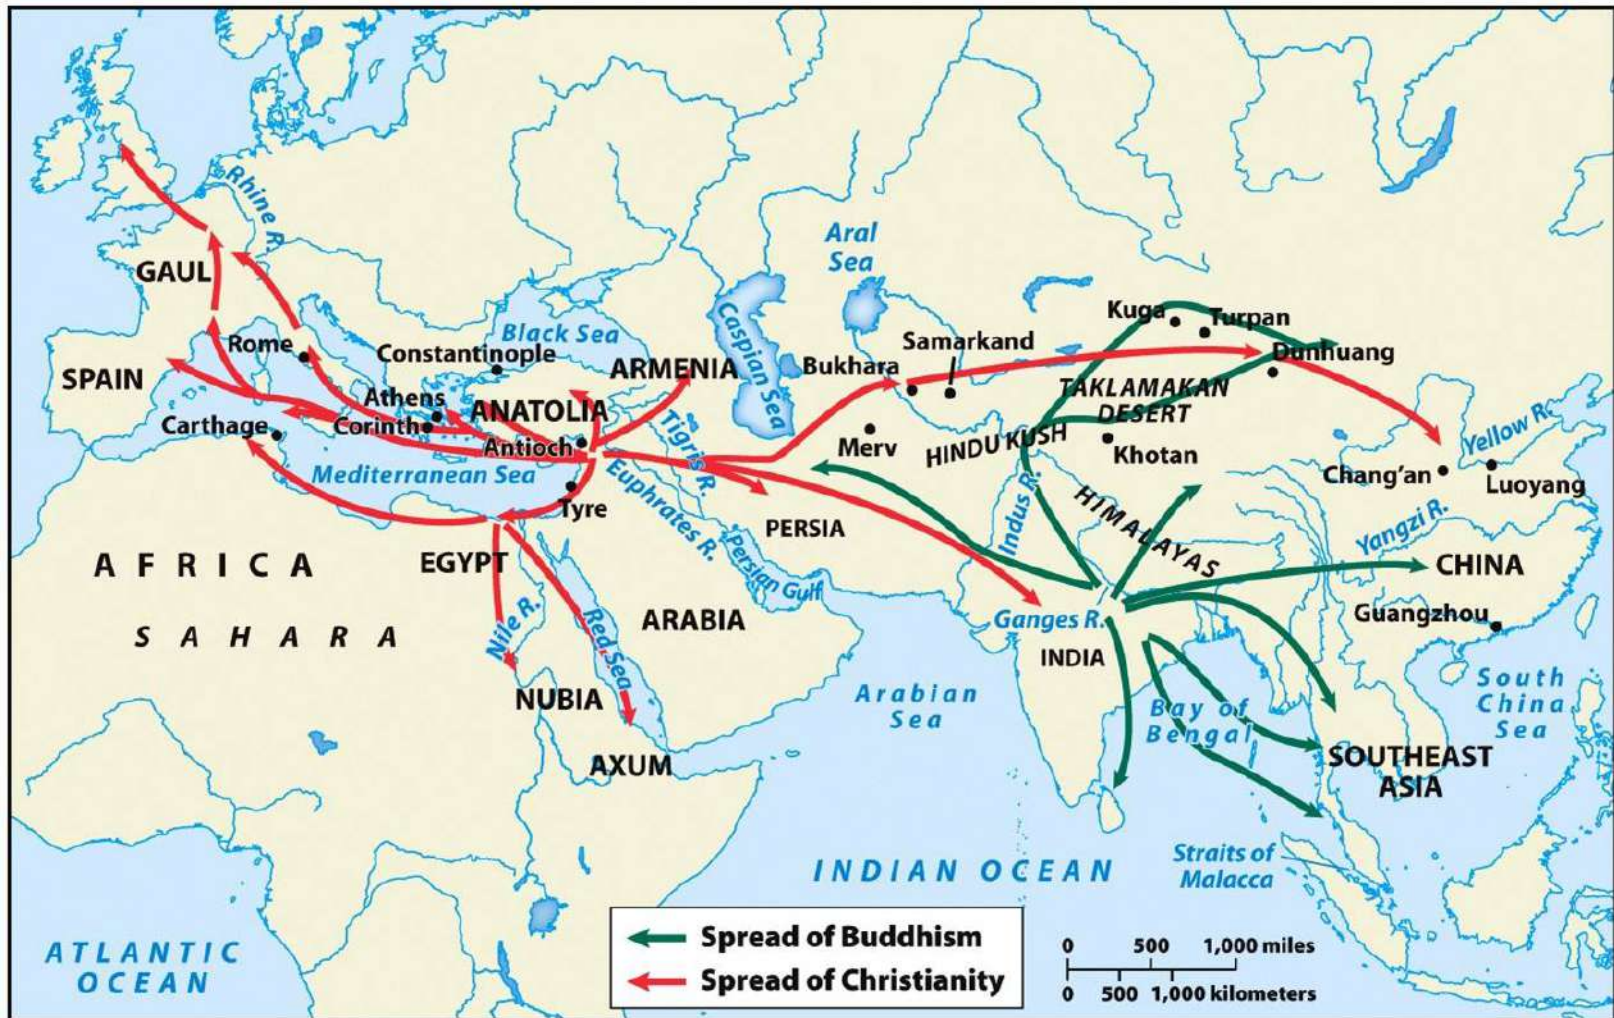 Rhine R.
GAUL
Aral
Sea
Black Sea
Caspian Sea
Kuga
Turpan
Rome
Constantinople
Samarkand
SPAIN
ARMENIA
Bukhara
Dunhuang
Athens
ANATOLIA
TAKLAMAKAN
DESERT
Carthage
Corinth
Antioch
Tigris R.
Merv
HINDU KUSH
Khotan
Yellow R.
Mediterranean Sea
Tyre
Euphrates R.
Indus R.
HIMALAYAS
Chang'an
Luoyang
PERSIA
Yangzi R.
AFRICA
EGYPT
Persian Gulf
CHINA
SAHARA
Nile R.
Red Sea
ARABIA
Ganges R.
Guangzhou
INDIA
NUBIA
Arabian
Sea
Bay of
Bengal
South
China
Sea
AXUM
SOUTHEAST
ASIA
INDIAN OCEAN
Straits of
Malacca
ATLANTIC
OCEAN
Spread of Buddhism
Spread of Christianity
0 500 1,000 miles
0 500 1,000 kilometers